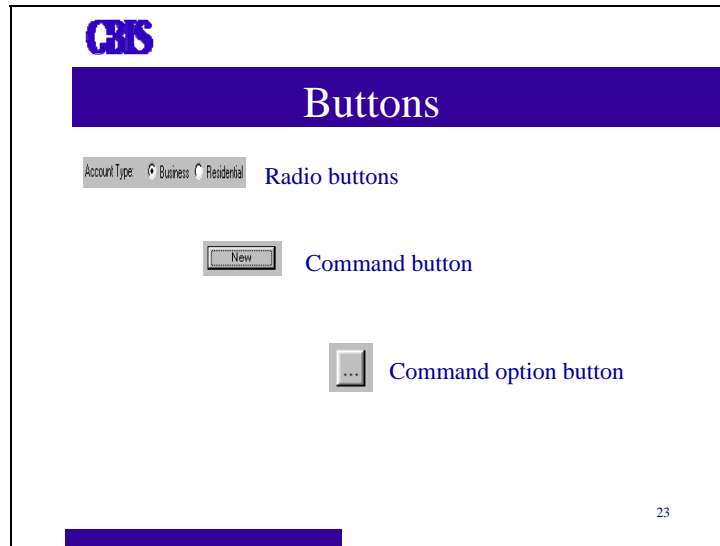 CBIS
Buttons
Account Type: Business Residential Radio buttons
New Command button
... Command option button
23